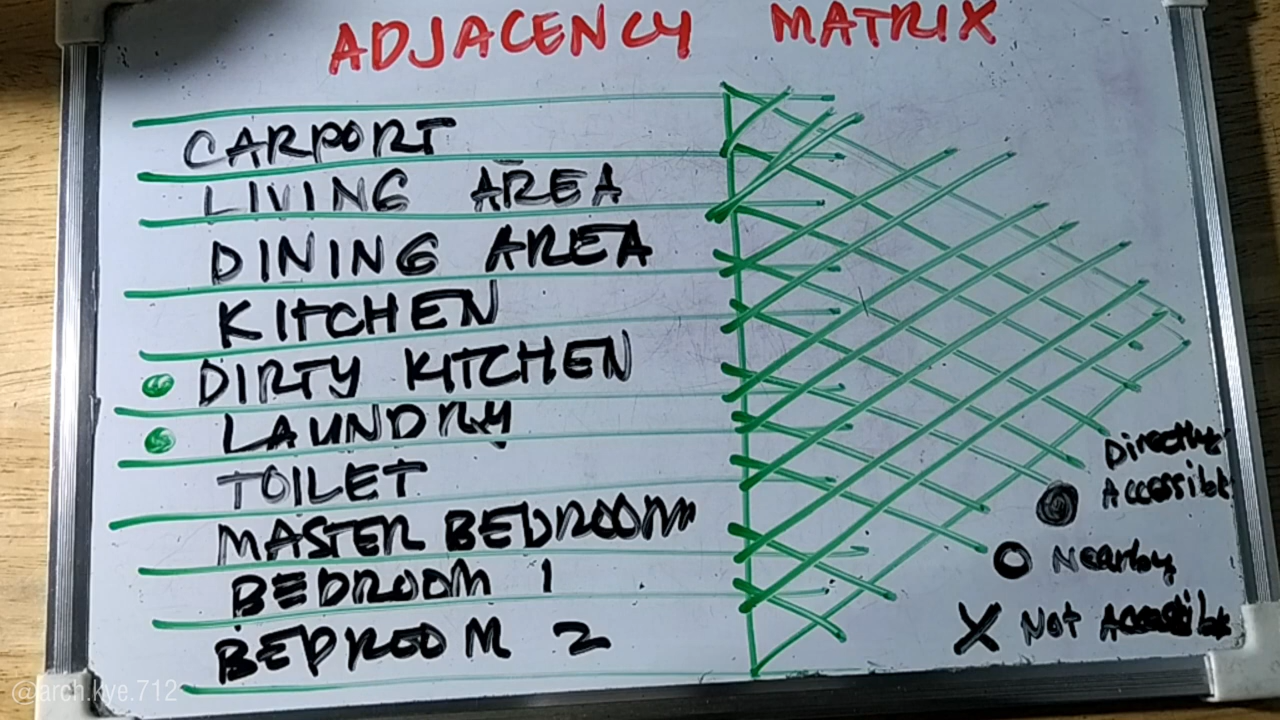 ADJACENCY MATRIX
CARPORT
LIVING AREA
DINING AREA
KITCHEN
DIRTY KITCHEN
LAUNDRY
TOILET
MASTER BEDROOM
BEDROOM 1
BEDROOM 2
Directly
Accessible
Nearby
X Not Accessible
@arch.kye.712